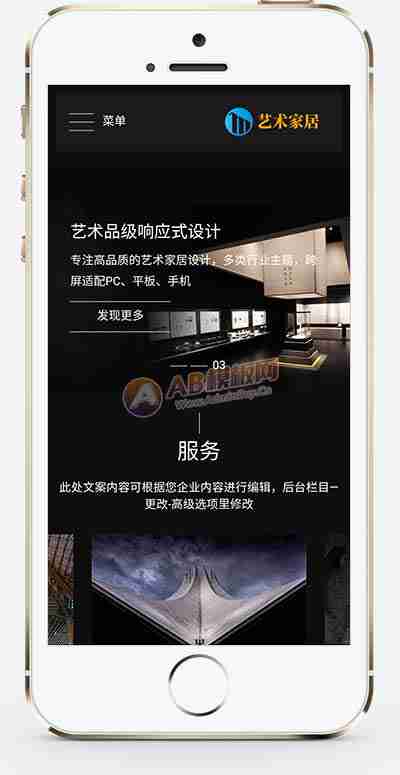 菜单
艺术家居
艺术品级响应式设计
专注高品质的艺术家居设计，多类行业主题，跨
屏适配PC、平板、手机
发现更多
03
AB模板网
www.AdminBuy.Cn
服务
此处文案内容可根据您企业内容进行编辑，后台栏目—
更改-高级选项里修改